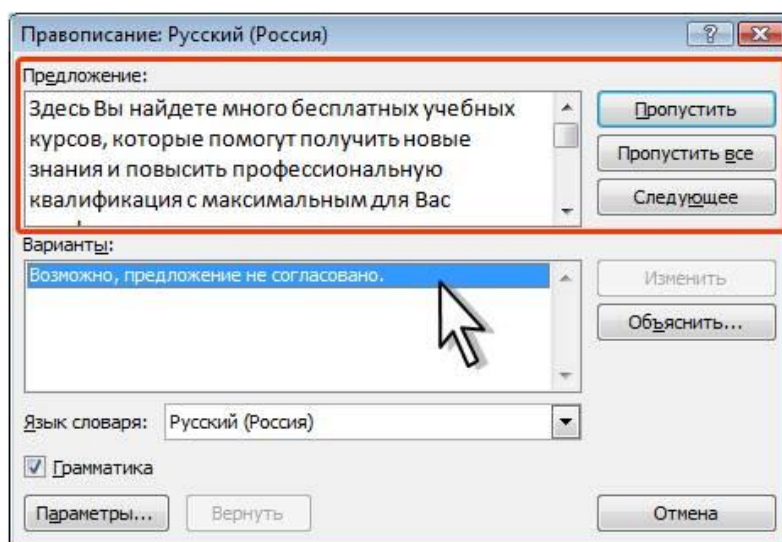 Правописание: Русский (Россия)
Предложение:
Здесь Вы найдете много бесплатных учебных
курсов, которые помогут получить новые
знания и повысить профессиональную
квалификация с максимальным для Вас
Пропустить
Пропустить все
Следующее
Варианты:
Возможно, предложение не согласовано.
Изменить
Объяснить...
Язык словаря: Русский (Россия)
Грамматика
Параметры... Вернуть Отмена